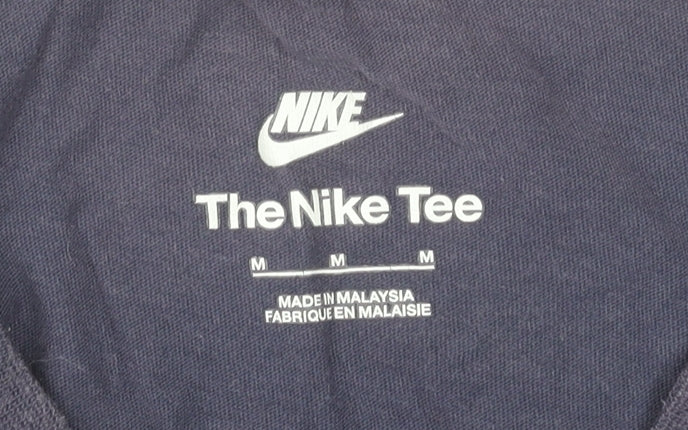 NIKE
The Nike Tee
M M M
MADE IN MALAYSIA
FABRIQUE EN MALAISIE